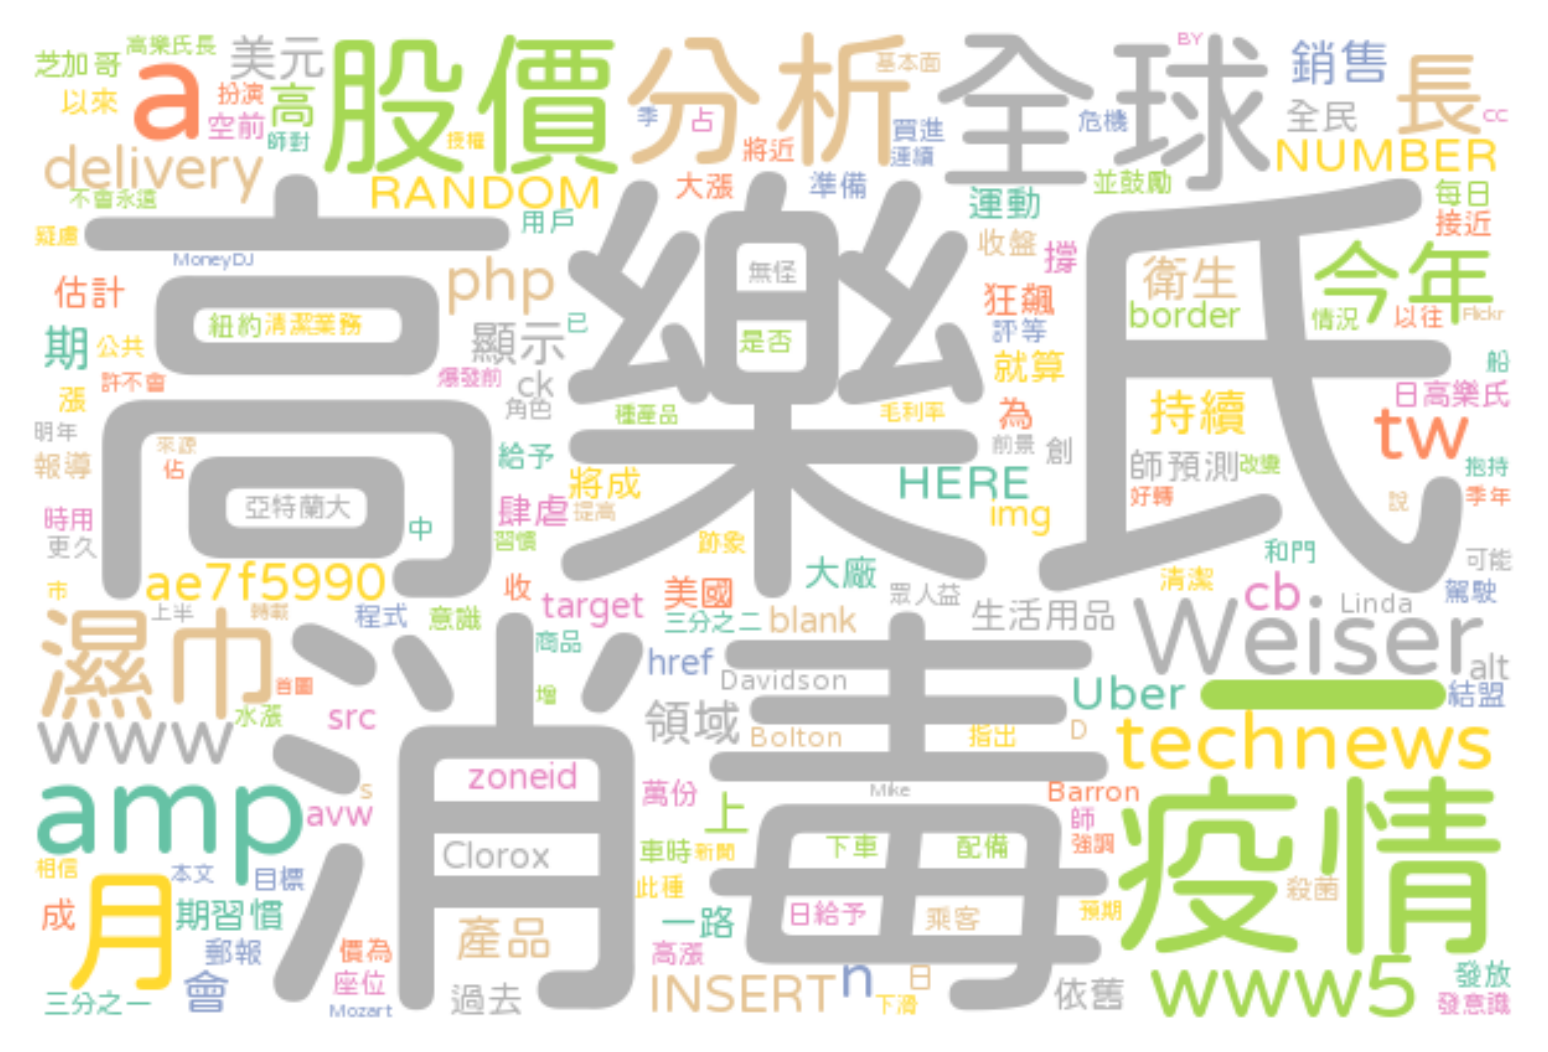 芝加哥 高樂氏長 美元 股價 分析 基本面 全球 BY 銷售 長
以來 a 扮演 高 空前 師對 授權 季 占 將近 買進 連續 危機 全民 cc
delivery 不會永遠 RANDOM 用戶 大漲 準備 運動 並鼓勵 NUMBER 每日 接近
疑慮 MoneyDJ 高樂氏 無怪 收盤 撐 衛生 今年
估計 紐約 清潔業務 php 已 是否 狂飆 評等 border 情況 以往 Flickr
期 公共 許不會 爆發前 顯示 ck 就算 船
漲 角色 種產品 毛利率 為 持續 日高樂氏
明年 來源 報導 佔 給予 前景 創 師預測 改變 tw 抱持
時用 更久 亞特蘭大 中 肆虐 將成 提高 HERE img 好轉 說 季年
習慣 跡象 和門 可能
市 ae7f5990 收 target 美國 大廠 眾人益 清潔 cb Linda 駕駛
濕巾 上半 轉載 程式 意識 商品 三分之二 blank 生活用品 Weiser alt
首圖 水漲 src 消毒 增 href Davidson Uber 一 結盟
www 領域 Bolton 指出 D technews
amp s avw zoneid 萬份 Mike Barron 疫情
上 師 強調
相信 本文 目標 Clorox 車時 新聞 下車 配備 殺菌
成 月 期習慣 此種 一路 日給予 乘客 預期
郵報 價為 產品 高漲
三分之一 會 座位 Mozart 過去 INSERT n 日 下滑 依舊 www5 發放 發意識